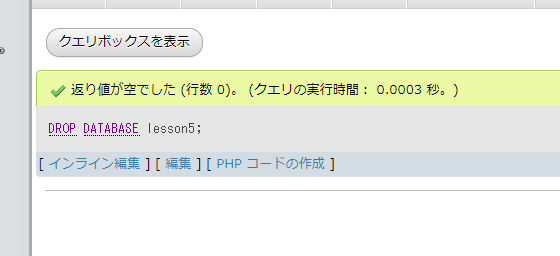 クエリボックスを表示
返り値が空でした (行数 0)。 (クエリの実行時間： 0.0003 秒。)
DROP DATABASE lesson5;
[ インライン編集 ] [ 編集 ] [ PHP コードの作成 ]